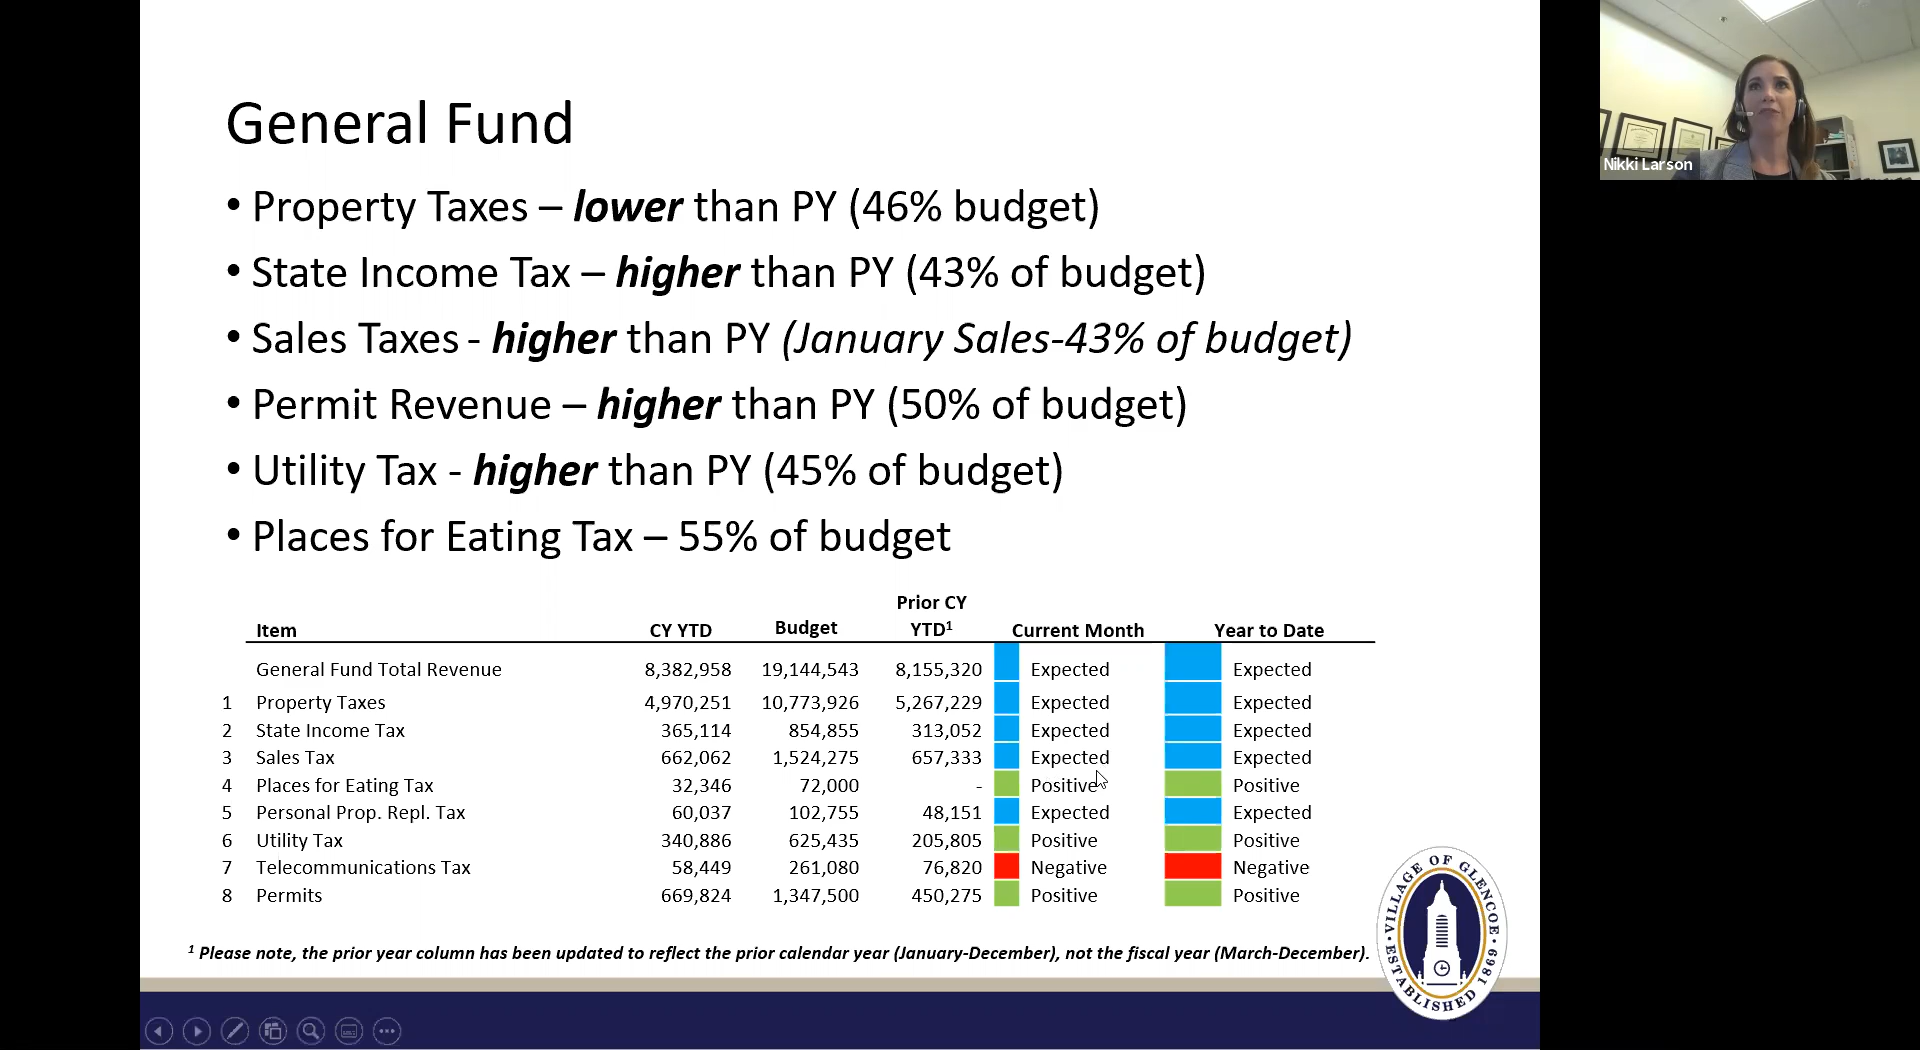 General Fund
• Property Taxes – lower than PY (46% budget)
• State Income Tax – higher than PY (43% of budget)
• Sales Taxes - higher than PY (January Sales-43% of budget)
• Permit Revenue – higher than PY (50% of budget)
• Utility Tax - higher than PY (45% of budget)
• Places for Eating Tax – 55% of budget
Item CY YTD Budget Prior CY YTD¹ Current Month Year to Date
General Fund Total Revenue 8,382,958 19,144,543 8,155,320 Expected Expected
1 Property Taxes 4,970,251 10,773,926 5,267,229 Expected Expected
2 State Income Tax 365,114 854,855 313,052 Expected Expected
3 Sales Tax 662,062 1,524,275 657,333 Expected Expected
4 Places for Eating Tax 32,346 72,000 - Positive Positive
5 Personal Prop. Repl. Tax 60,037 102,755 48,151 Expected Expected
6 Utility Tax 340,886 625,435 205,805 Positive Positive
7 Telecommunications Tax 58,449 261,080 76,820 Negative Negative
8 Permits 669,824 1,347,500 450,275 Positive Positive
¹ Please note, the prior year column has been updated to reflect the prior calendar year (January-December), not the fiscal year (March-December).
• VILLAGE OF GLENCOE •
ESTABLISHED 1869
Nikki Larson